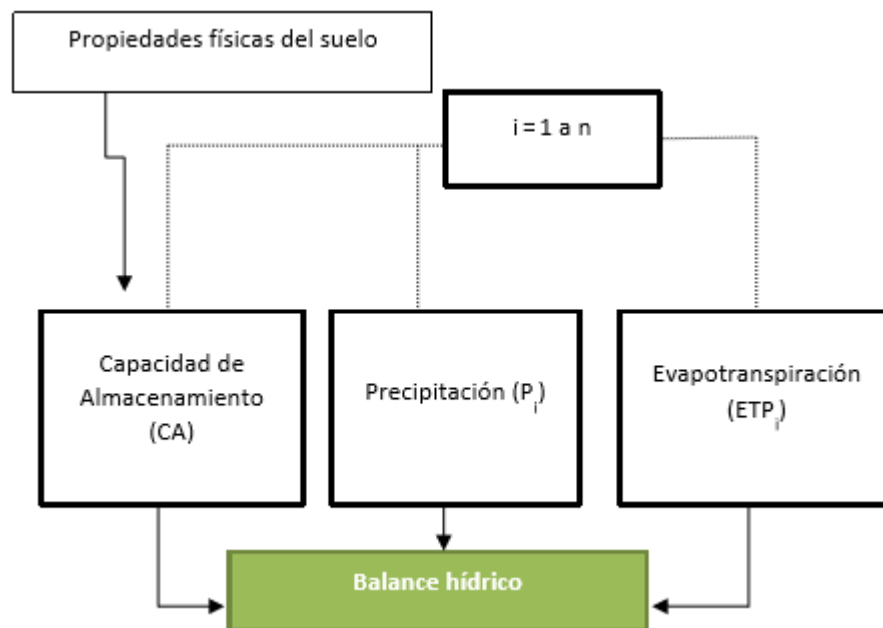 Propiedades físicas del suelo
i = 1 a n
Capacidad de
Almacenamiento
(CA)
Precipitación (Pi)
Evapotranspiración
(ETPi)
Balance hídrico